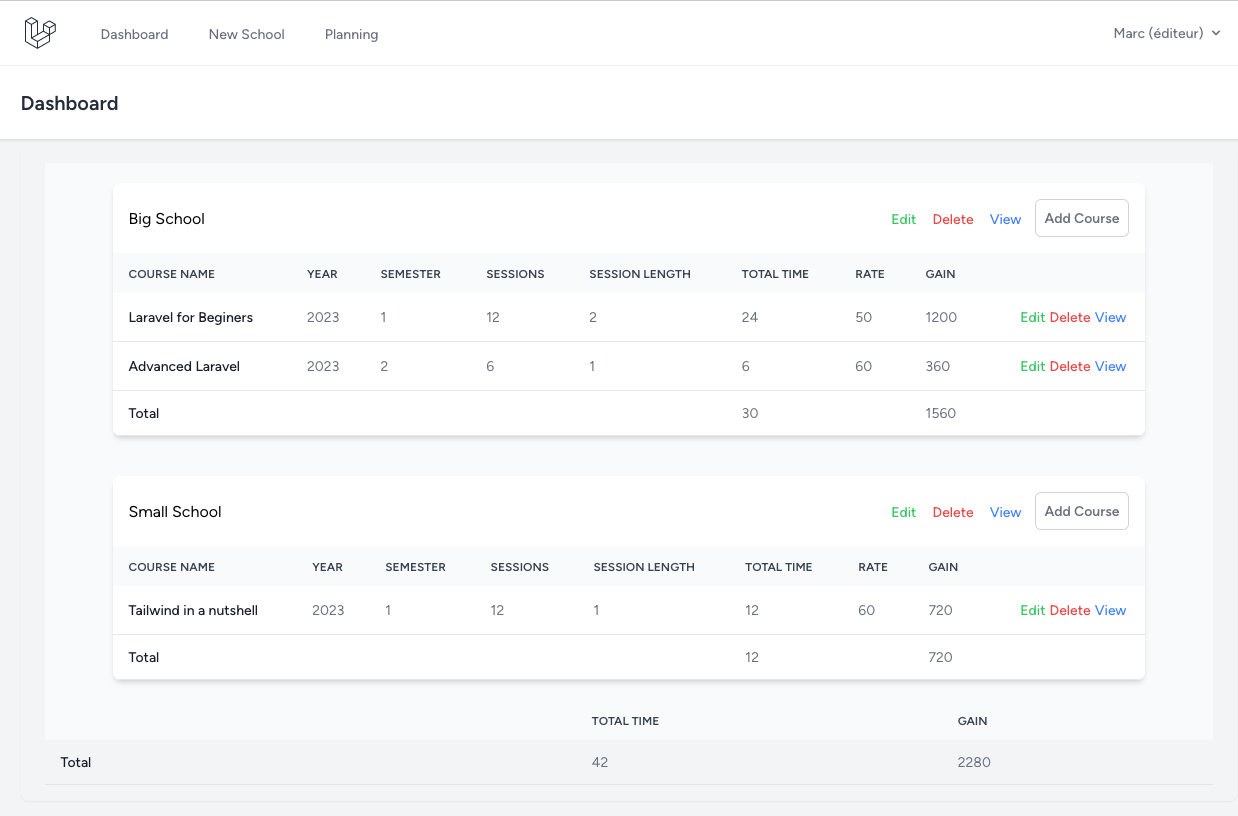 Dashboard New School Planning Marc (éditeur)
Dashboard
Big School Edit Delete View Add Course
COURSE NAME YEAR SEMESTER SESSIONS SESSION LENGTH TOTAL TIME RATE GAIN
Laravel for Beginers 2023 1 12 2 24 50 1200 Edit Delete View
Advanced Laravel 2023 2 6 1 6 60 360 Edit Delete View
Total 30 1560
Small School Edit Delete View Add Course
COURSE NAME YEAR SEMESTER SESSIONS SESSION LENGTH TOTAL TIME RATE GAIN
Tailwind in a nutshell 2023 1 12 1 12 60 720 Edit Delete View
Total 12 720
TOTAL TIME GAIN
Total 42 2280